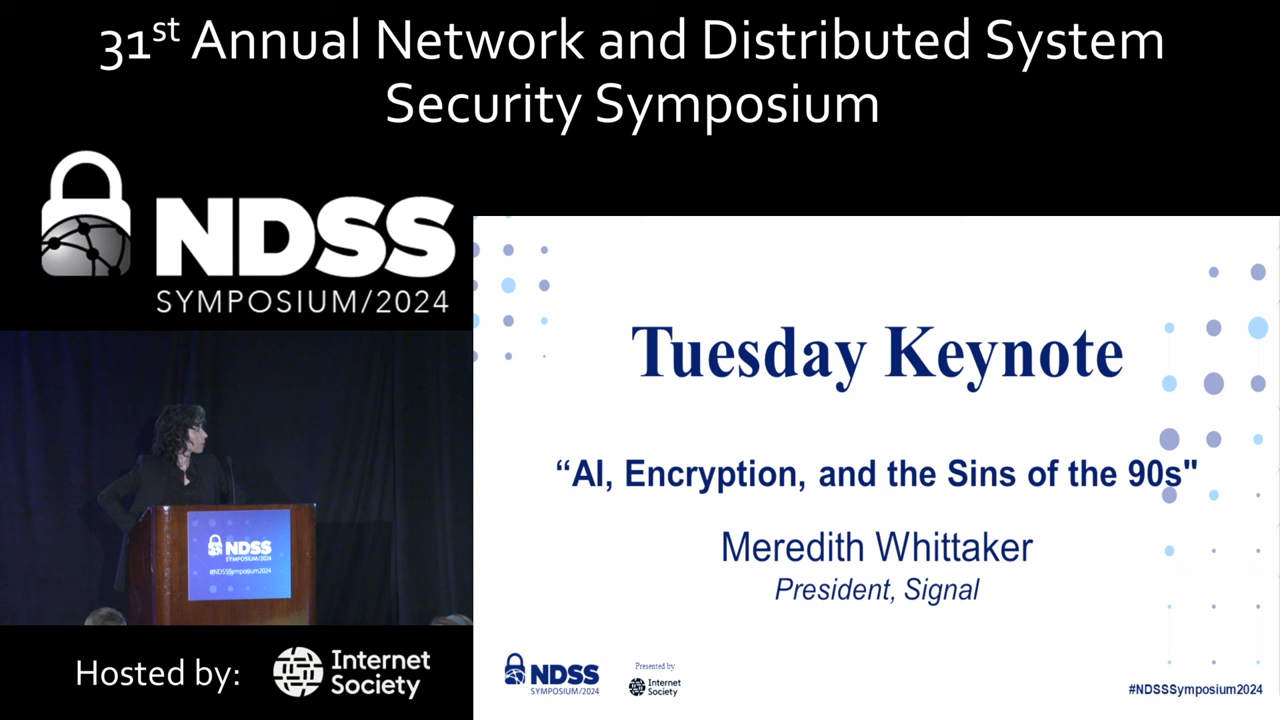 31st Annual Network and Distributed System
Security Symposium
NDSS
SYMPOSIUM/2024
Tuesday Keynote
“AI, Encryption, and the Sins of the 90s"
Meredith Whittaker
President, Signal
NDSS
SYMPOSIUM/2024
#NDSSSymposium2024
Hosted by:
Internet
Society
NDSS
SYMPOSIUM/2024
Presented by
Internet
Society
#NDSSSymposium2024